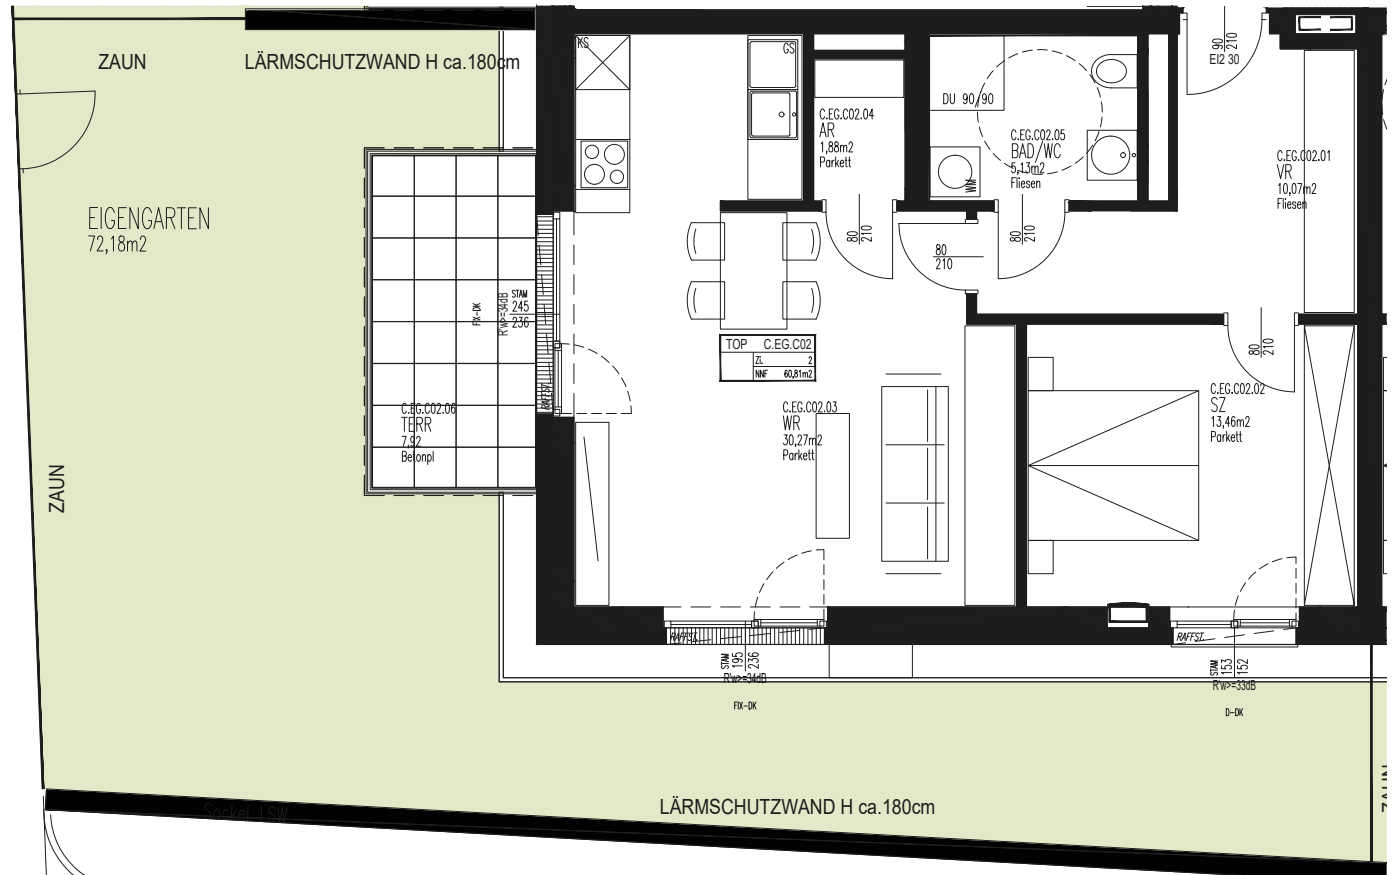 ZAUN
LÄRMSCHUTZWAND H ca.180cm
KS
GS
EIGENGARTEN
72,18m2
C.EG.C02.04
AR
1,88m2
Parkett
DU 90/90
C.EG.C02.05
BAD/WC
5,13m2
Fliesen
WM
90
210
EI2 30
C.EG.C02.01
VR
10,07m2
Fliesen
80
210
80
210
80
210
80
210
FIX-DK
R'w>=34dB
STAM
245
236
RAFFST.
TOP C.EG.C02
Zi. 2
NNF 60,81m2
C.EG.C02.06
TERR
7,92
Betonpl
C.EG.C02.03
WR
30,27m2
Parkett
C.EG.C02.02
SZ
13,46m2
Parkett
ZAUN
RAFFST.
STAM
195
236
R'w>=34dB
FIX-DK
RAFFST.
STAM
153
152
R'w>=33dB
D-DK
ZAUN
Sockel LSW
LÄRMSCHUTZWAND H ca.180cm